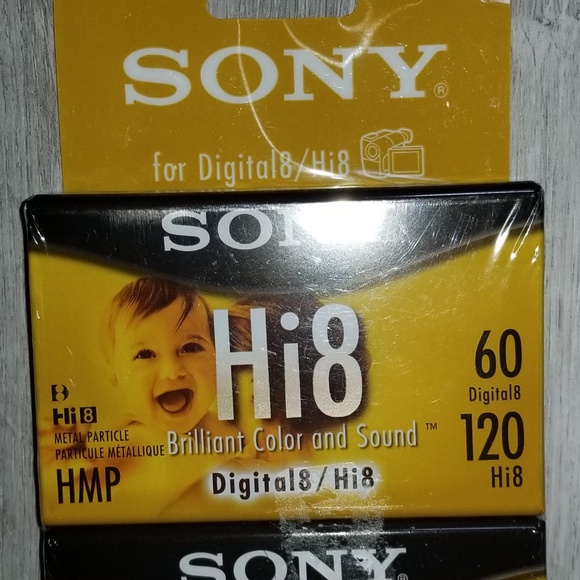 SONY®
for Digital8/Hi8
SONY
Hi8
60
Digital8
Hi8
METAL PARTICLE
PARTICULE MÉTALLIQUE
Brilliant Color and Sound ™
120
Hi8
HMP
Digital8/Hi8
SONY®